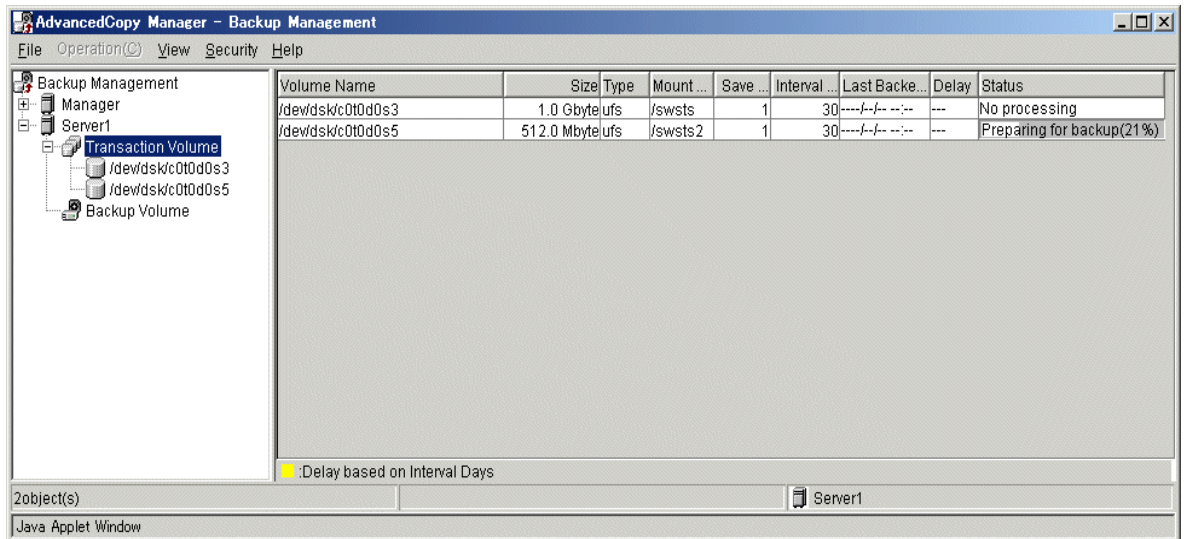 AdvancedCopy Manager - Backup Management
File Operation(C) View Security Help
Backup Management
Manager
Server1
Transaction Volume
/dev/dsk/c0t0d0s3
/dev/dsk/c0t0d0s5
Backup Volume
Volume Name Size Type Mount ... Save ... Interval ... Last Backe... Delay Status
/dev/dsk/c0t0d0s3 1.0 Gbyte ufs /swsts 1 30 ----/--/-- --:-- --- No processing
/dev/dsk/c0t0d0s5 512.0 Mbyte ufs /swsts2 1 30 ----/--/-- --:-- --- Preparing for backup(21%)
:Delay based on Interval Days
2object(s) Server1
Java Applet Window